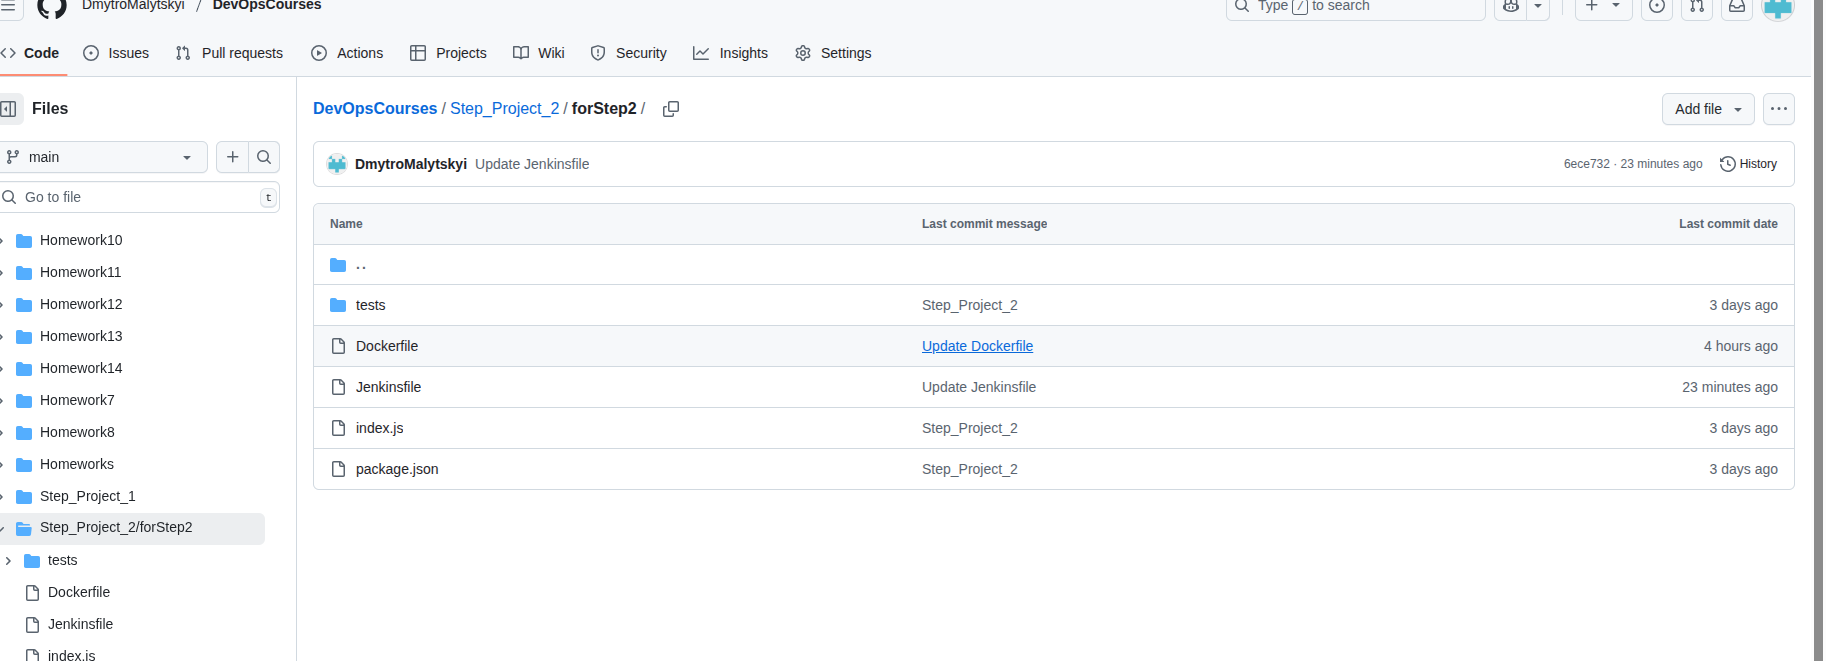 DmytroMalytskyi / DevOpsCourses
Type / to search
Code Issues Pull requests Actions Projects Wiki Security Insights Settings
Files
main
Go to file t
Homework10
Homework11
Homework12
Homework13
Homework14
Homework7
Homework8
Homeworks
Step_Project_1
Step_Project_2/forStep2
tests
Dockerfile
Jenkinsfile
index.js
DevOpsCourses / Step_Project_2 / forStep2 /
Add file
DmytroMalytskyi Update Jenkinsfile 6ece732 · 23 minutes ago History
Name Last commit message Last commit date
..
tests Step_Project_2 3 days ago
Dockerfile Update Dockerfile 4 hours ago
Jenkinsfile Update Jenkinsfile 23 minutes ago
index.js Step_Project_2 3 days ago
package.json Step_Project_2 3 days ago